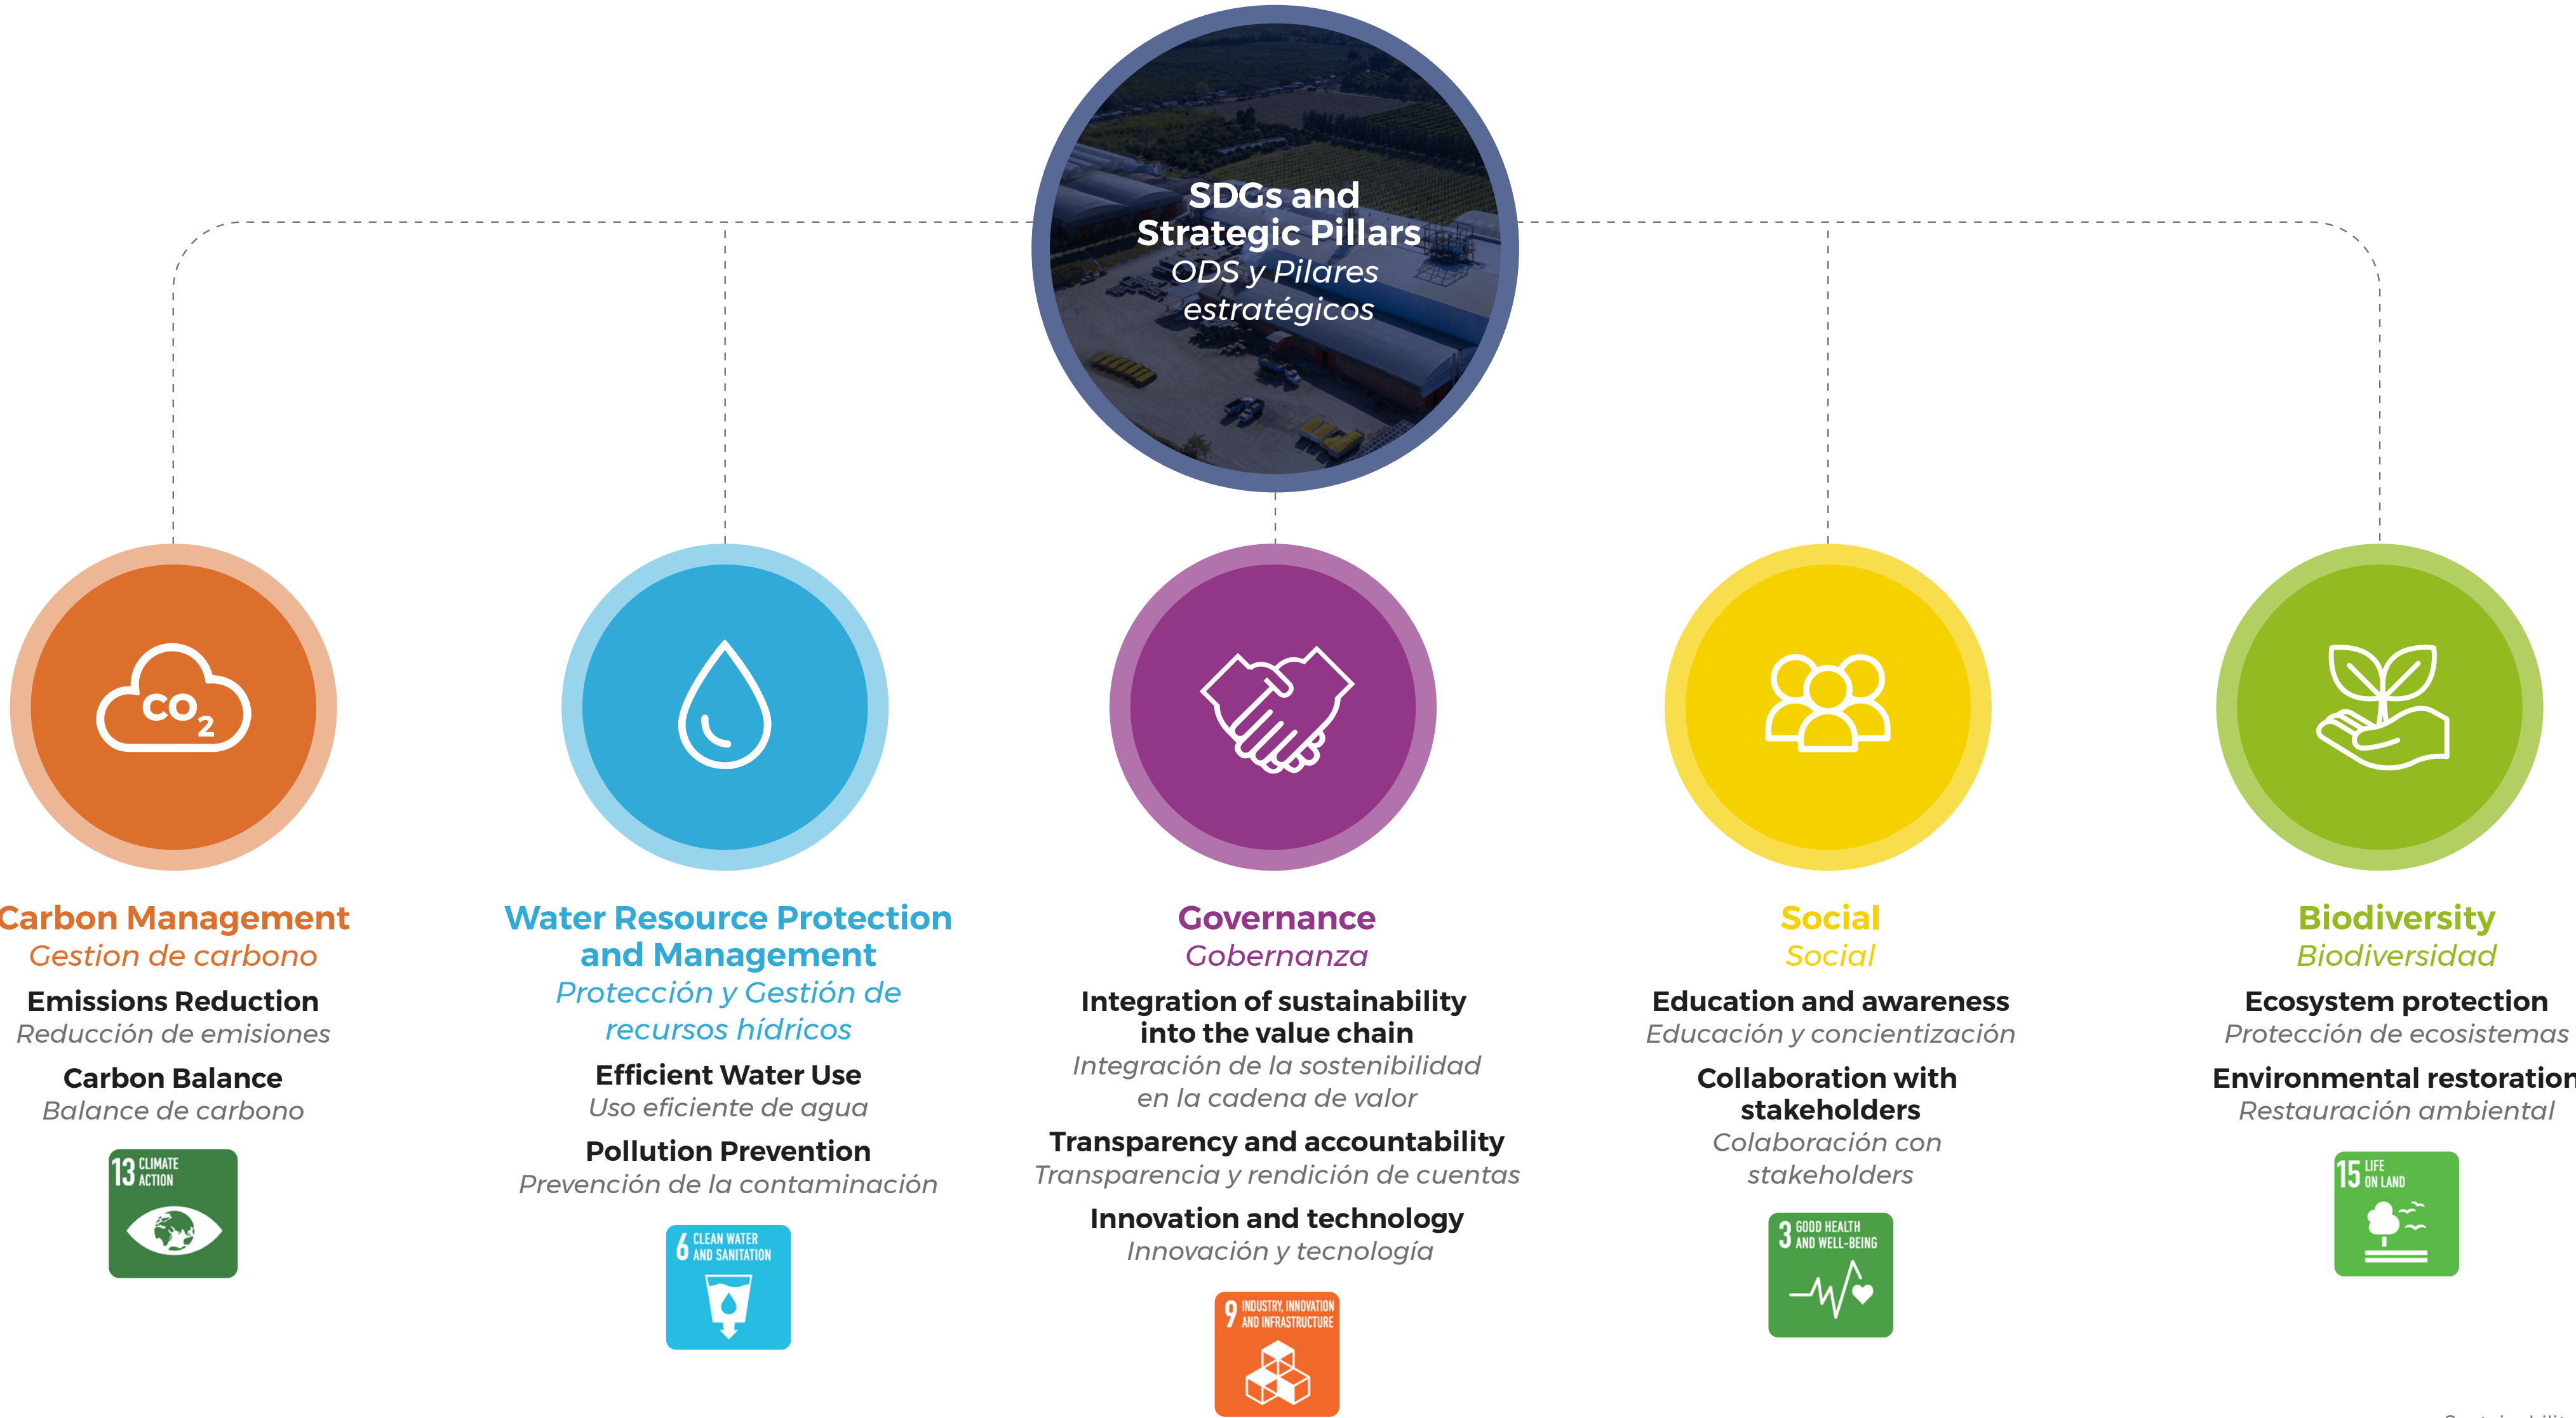 SDGs and
Strategic Pillars
ODS y Pilares
estratégicos
CO2
Carbon Management
Gestion de carbono
Emissions Reduction
Reducción de emisiones
Carbon Balance
Balance de carbono
13 CLIMATE
ACTION
Water Resource Protection
and Management
Protección y Gestión de
recursos hídricos
Efficient Water Use
Uso eficiente de agua
Pollution Prevention
Prevención de la contaminación
6 CLEAN WATER
AND SANITATION
Governance
Gobernanza
Integration of sustainability
into the value chain
Integración de la sostenibilidad
en la cadena de valor
Transparency and accountability
Transparencia y rendición de cuentas
Innovation and technology
Innovación y tecnología
9 INDUSTRY, INNOVATION
AND INFRASTRUCTURE
Social
Social
Education and awareness
Educación y concientización
Collaboration with
stakeholders
Colaboración con
stakeholders
3 GOOD HEALTH
AND WELL-BEING
Biodiversity
Biodiversidad
Ecosystem protection
Protección de ecosistemas
Environmental restoration
Restauración ambiental
15 LIFE
ON LAND